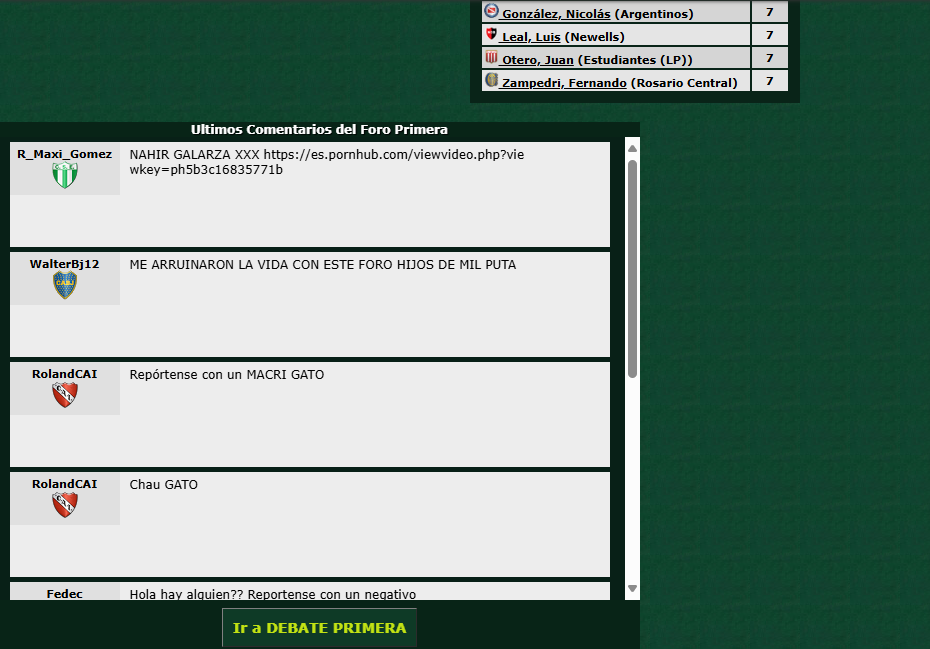 González, Nicolás (Argentinos) 7
Leal, Luis (Newells) 7
Otero, Juan (Estudiantes (LP)) 7
Zampedri, Fernando (Rosario Central) 7
Ultimos Comentarios del Foro Primera
R_Maxi_Gomez
NAHIR GALARZA XXX https://es.pornhub.com/viewvideo.php?vie
wkey=ph5b3c16835771b
WalterBj12
ME ARRUINARON LA VIDA CON ESTE FORO HIJOS DE MIL PUTA
CABJ
RolandCAI
Repórtense con un MACRI GATO
C.A.I.
RolandCAI
Chau GATO
C.A.I.
Fedec
Hola hay alguien?? Reportense con un negativo
Ir a DEBATE PRIMERA